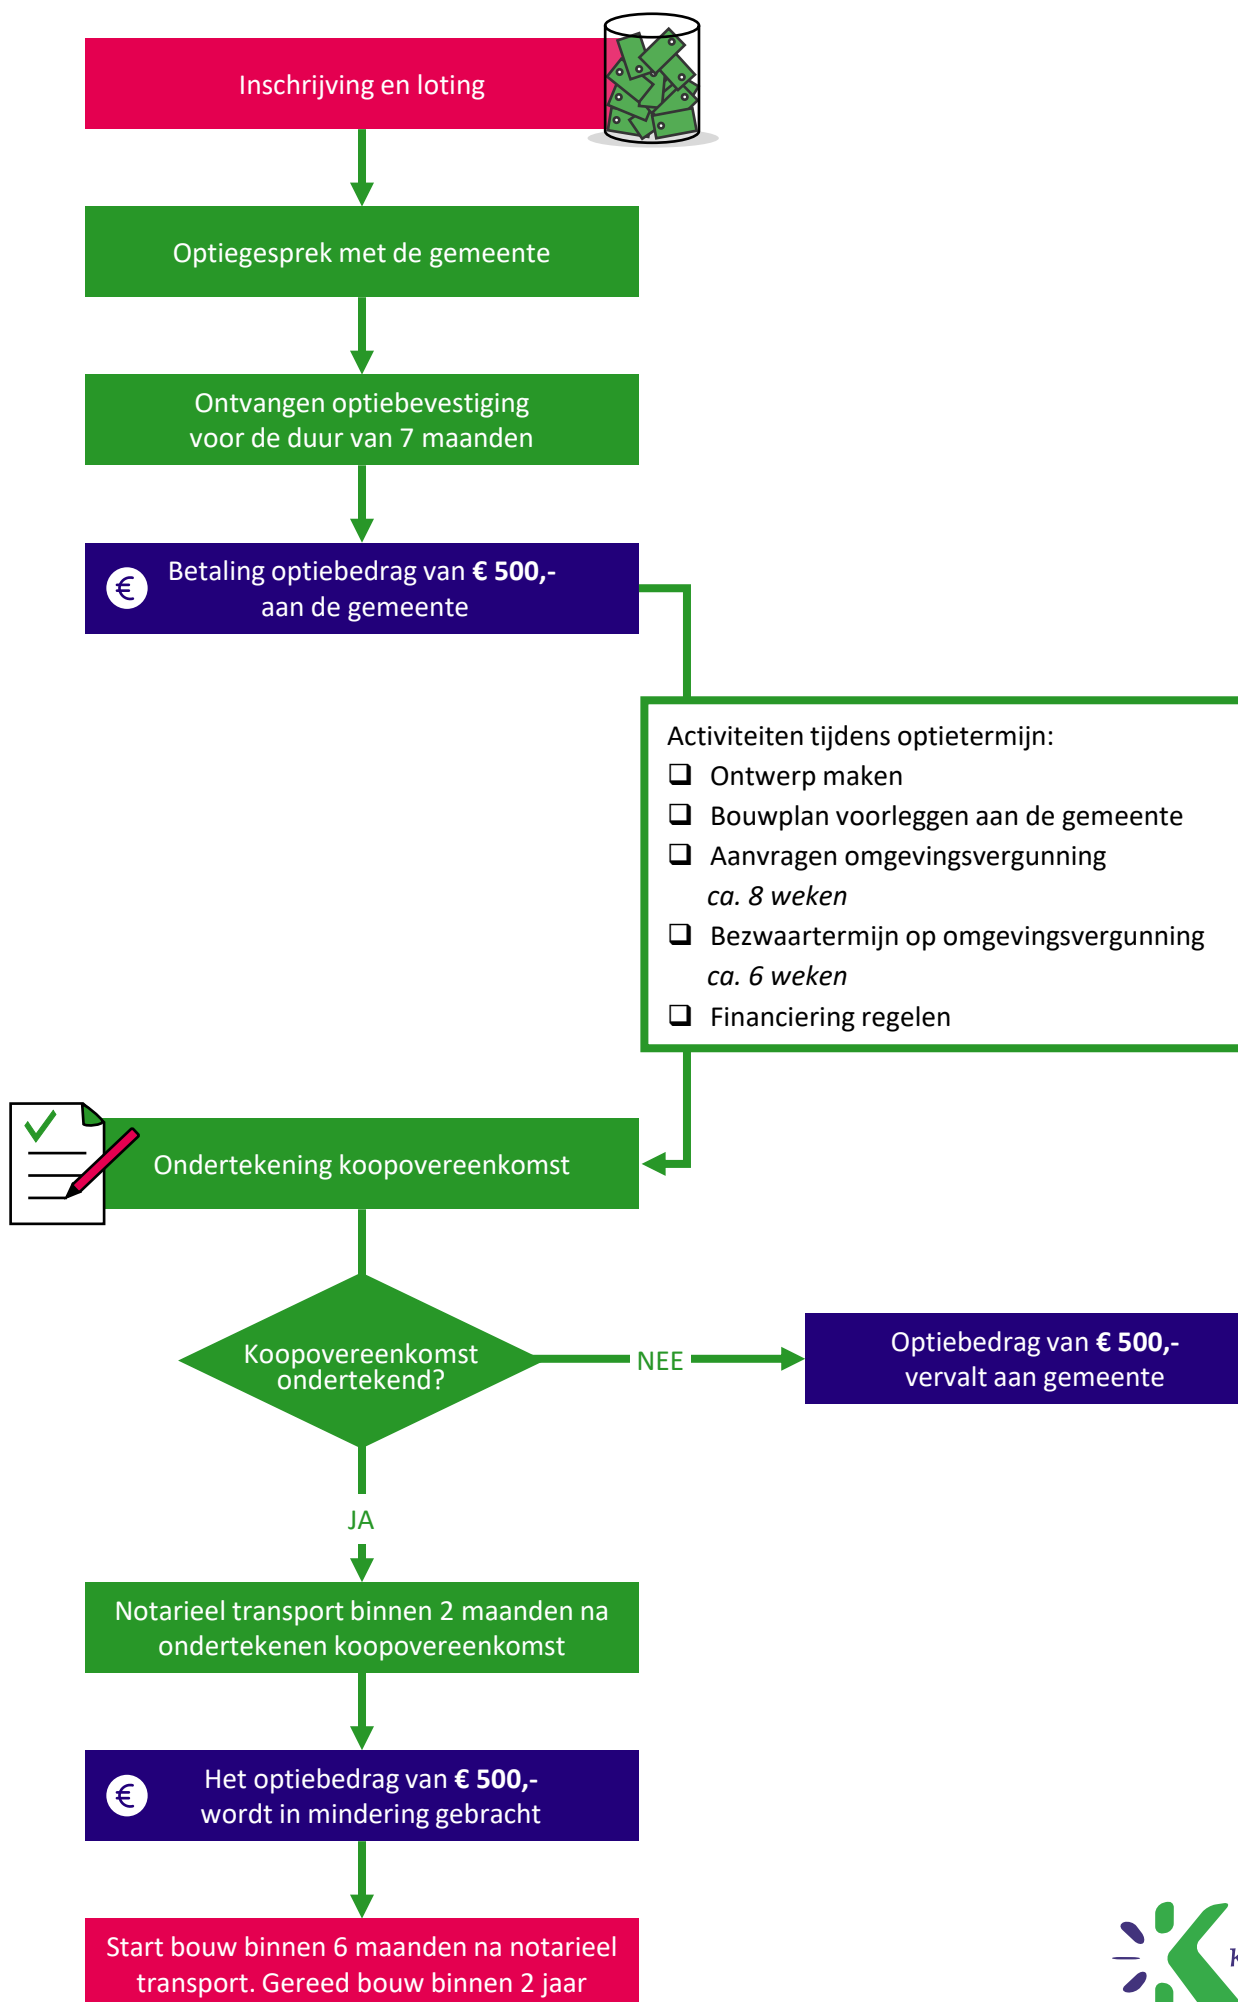 Inschrijving en loting
Optiegesprek met de gemeente
Ontvangen optiebevestiging
voor de duur van 7 maanden
€
Betaling optiebedrag van € 500,-
aan de gemeente
Activiteiten tijdens optietermijn:
❑ Ontwerp maken
❑ Bouwplan voorleggen aan de gemeente
❑ Aanvragen omgevingsvergunning
ca. 8 weken
❑ Bezwaartermijn op omgevingsvergunning
ca. 6 weken
❑ Financiering regelen
Ondertekening koopovereenkomst
Koopovereenkomst
ondertekend?
NEE
Optiebedrag van € 500,-
vervalt aan gemeente
JA
Notarieel transport binnen 2 maanden na
ondertekenen koopovereenkomst
€
Het optiebedrag van € 500,-
wordt in mindering gebracht
Start bouw binnen 6 maanden na notarieel
transport. Gereed bouw binnen 2 jaar